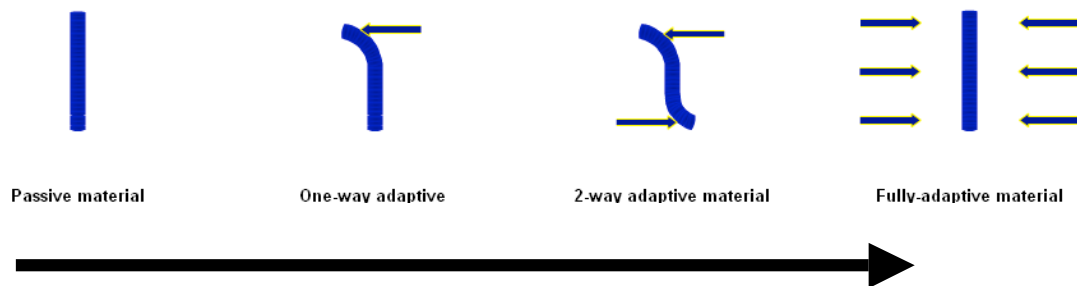 Passive material
One-way adaptive
2-way adaptive material
Fully-adaptive material